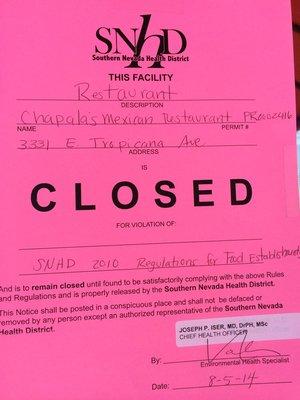 SNhD
Southern Nevada Health District
THIS FACILITY
Restaurant
DESCRIPTION
Chapala's Mexican Restaurant PR0002416
NAME PERMIT #
3331 E. Tropicana Ave
ADDRESS
IS
CLOSED
FOR VIOLATION OF:
SNHD 2010 Regulations for Food Establishments
And is to remain closed until found to be satisfactorily complying with the above Rules
and Regulations and is properly released by the Southern Nevada Health District.
This Notice shall be posted in a conspicuous place and shall not be defaced or
removed by any person except an authorized representative of the Southern Nevada
Health District.
JOSEPH P. ISER, MD, DrPH, MSc
CHIEF HEALTH OFFICER
By:
Environmental Health Specialist
Date: 8-5-14